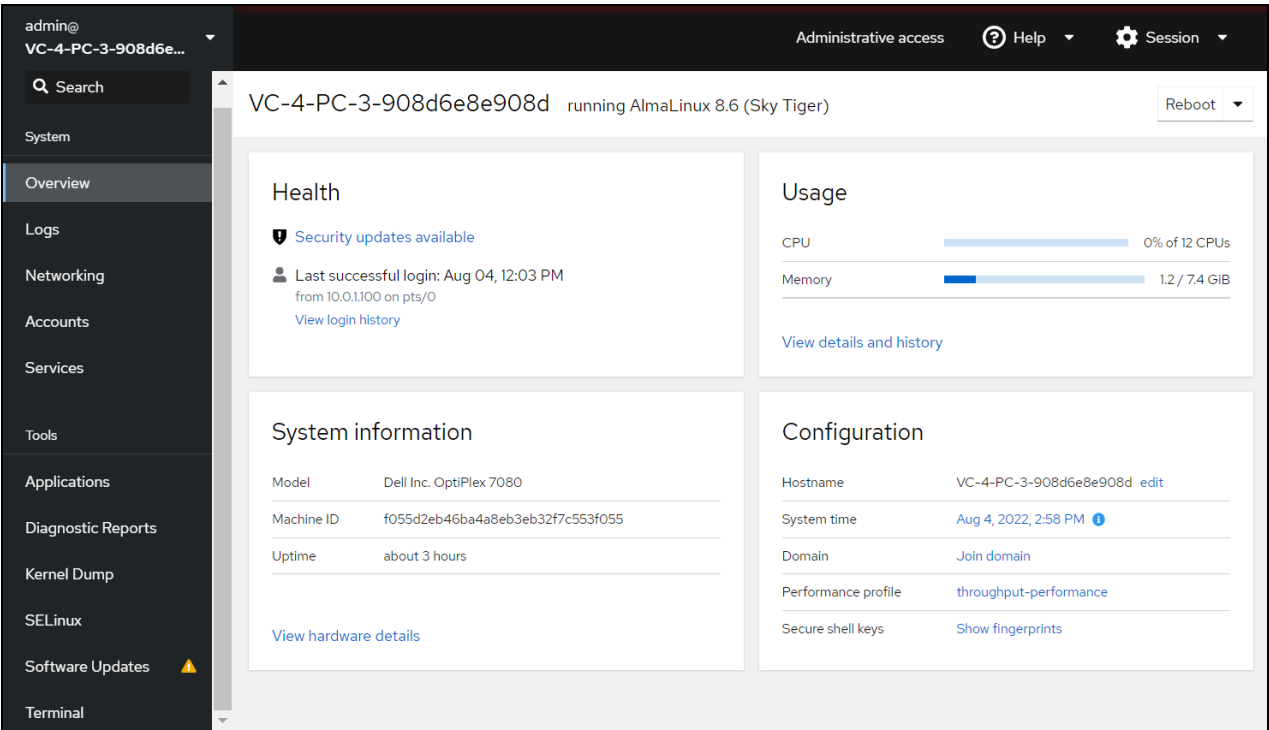 admin@
VC-4-PC-3-908d6e...
Administrative access
Help
Session
Search
System
Overview
Logs
Networking
Accounts
Services
Tools
Applications
Diagnostic Reports
Kernel Dump
SELinux
Software Updates
Terminal
VC-4-PC-3-908d6e8e908d running AlmaLinux 8.6 (Sky Tiger)
Reboot
Health
Security updates available
Last successful login: Aug 04, 12:03 PM
from 10.0.1.100 on pts/0
View login history
Usage
CPU 0% of 12 CPUs
Memory 1.2 / 7.4 GiB
View details and history
System information
Model Dell Inc. OptiPlex 7080
Machine ID f055d2eb46ba4a8eb3eb32f7c553f055
Uptime about 3 hours
View hardware details
Configuration
Hostname VC-4-PC-3-908d6e8e908d edit
System time Aug 4, 2022, 2:58 PM
Domain Join domain
Performance profile throughput-performance
Secure shell keys Show fingerprints